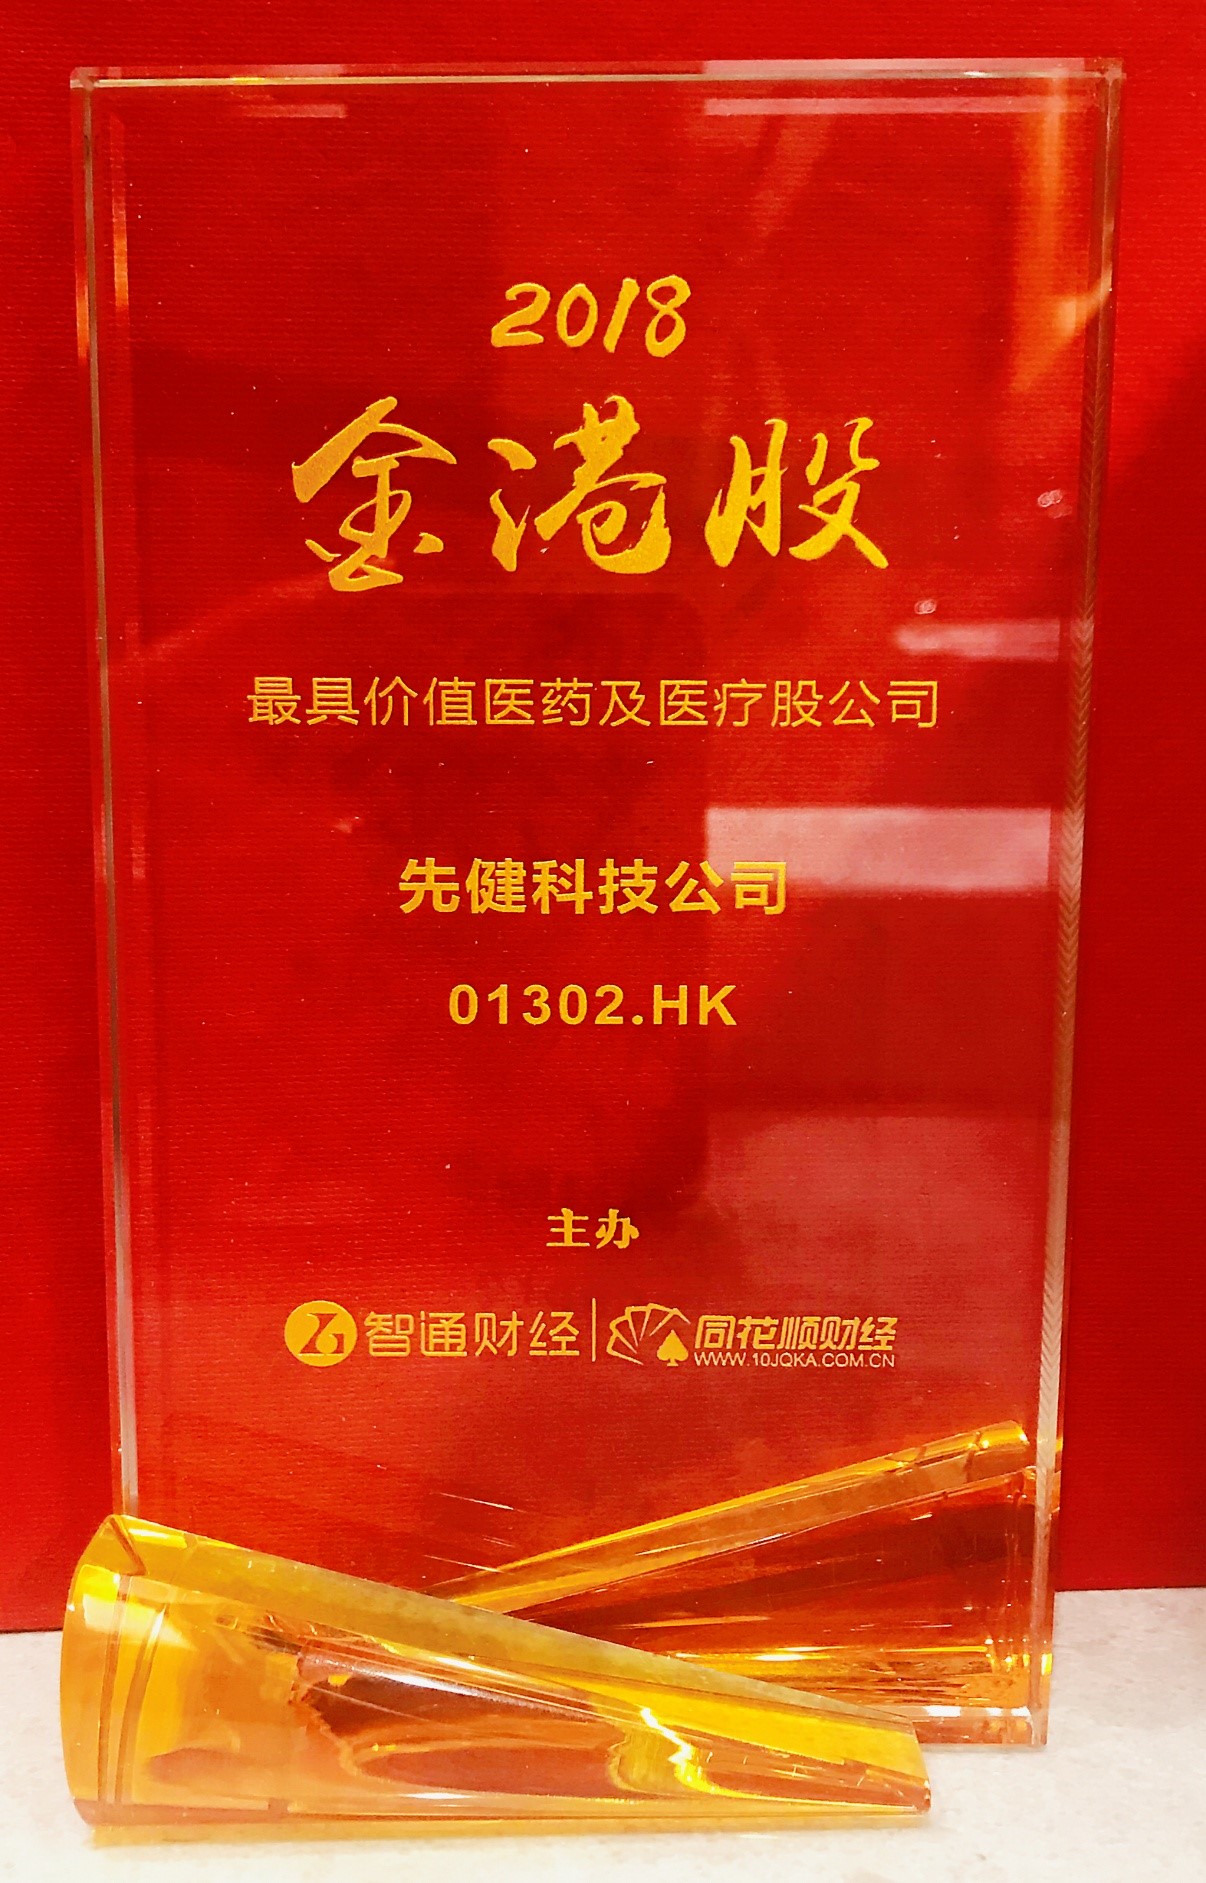 2018
金港股
最具价值医药及医疗股公司
先健科技公司
01302.HK
主办
智通财经 同花顺财经
WWW.10JQKA.COM.CN